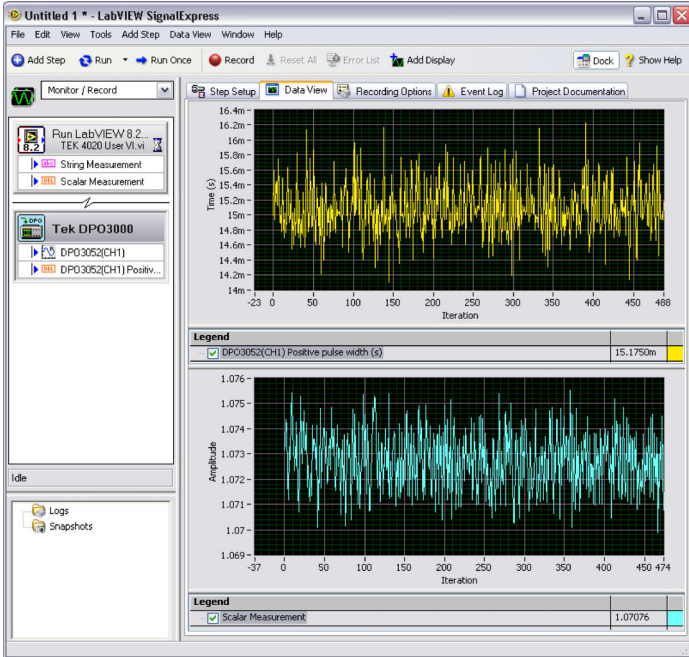 Untitled 1 * - LabVIEW SignalExpress
File Edit View Tools Add Step Data View Window Help
Add Step Run Run Once Record Reset All Error List Add Display Dock Show Help
Monitor / Record
Step Setup Data View Recording Options Event Log Project Documentation
8.2
Run LabVIEW 8.2...
TEK 4020 User VI.vi
String Measurement
Scalar Measurement
DPO
Tek DPO3000
DPO3052(CH1)
DPO3052(CH1) Positiv...
Idle
Logs
Snapshots
Time (s)
16.4m
16.2m
16m
15.8m
15.6m
15.4m
15.2m
15m
14.8m
14.6m
14.4m
14.2m
14m
-23 0 50 100 150 200 250 300 350 400 450 488
Iteration
Legend
DPO3052(CH1) Positive pulse width (s) 15.1750m
Amplitude
1.076
1.075
1.074
1.073
1.072
1.071
1.07
1.069
-37 0 50 100 150 200 250 300 350 400 450 474
Iteration
Legend
Scalar Measurement 1.07076